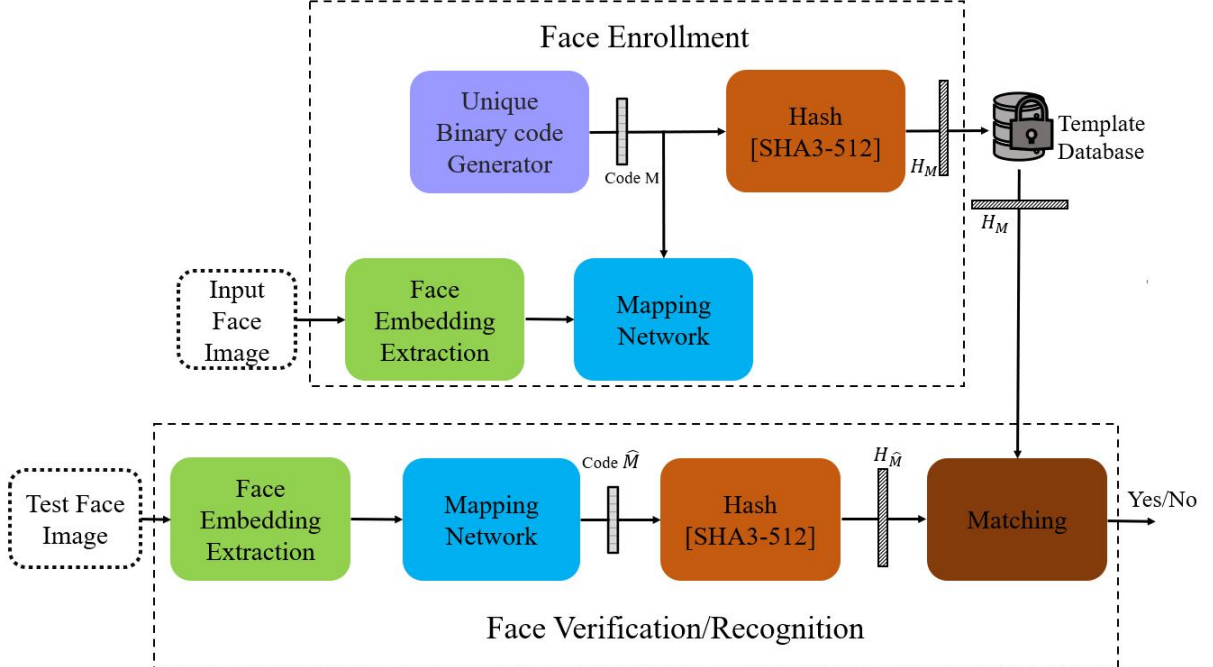 Face Enrollment
Unique
Binary code
Generator
Code M
Hash
[SHA3-512]
H_M
Template
Database
H_M
Input
Face
Image
Face
Embedding
Extraction
Mapping
Network
Test Face
Image
Face
Embedding
Extraction
Mapping
Network
Code M̂
Hash
[SHA3-512]
H_M̂
Matching
Yes/No
Face Verification/Recognition